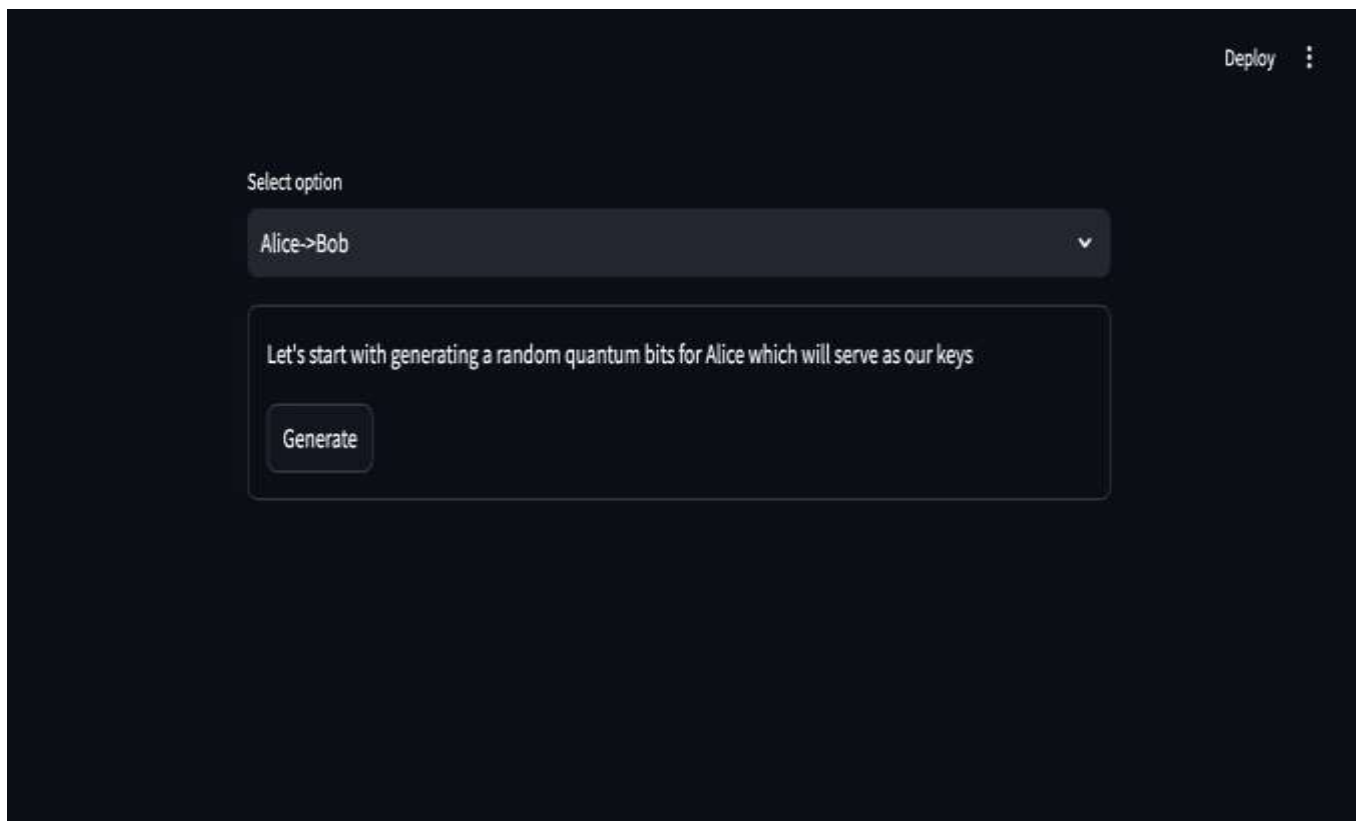 Deploy
Select option
Alice->Bob
Let's start with generating a random quantum bits for Alice which will serve as our keys
Generate